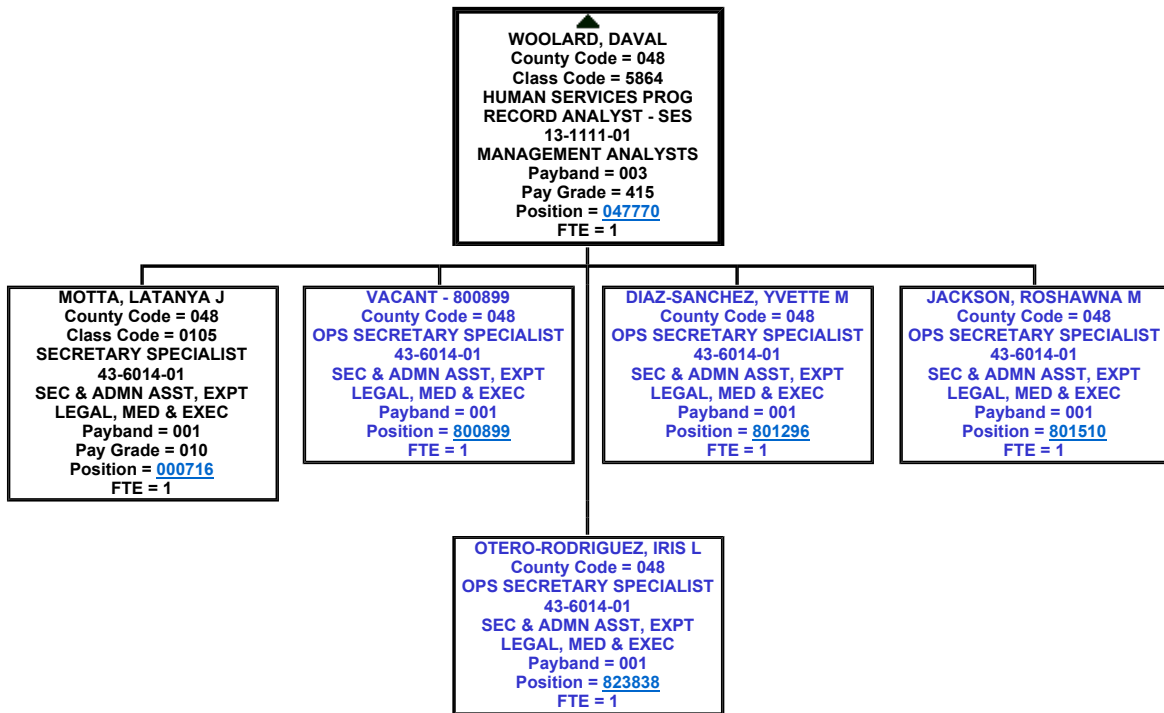 WOOLARD, DAVAL
County Code = 048
Class Code = 5864
HUMAN SERVICES PROG
RECORD ANALYST - SES
13-1111-01
MANAGEMENT ANALYSTS
Payband = 003
Pay Grade = 415
Position = 047770
FTE = 1
MOTTA, LATANYA J
County Code = 048
Class Code = 0105
SECRETARY SPECIALIST
43-6014-01
SEC & ADMN ASST, EXPT
LEGAL, MED & EXEC
Payband = 001
Pay Grade = 010
Position = 000716
FTE = 1
VACANT - 800899
County Code = 048
OPS SECRETARY SPECIALIST
43-6014-01
SEC & ADMN ASST, EXPT
LEGAL, MED & EXEC
Payband = 001
Position = 800899
FTE = 1
DIAZ-SANCHEZ, YVETTE M
County Code = 048
OPS SECRETARY SPECIALIST
43-6014-01
SEC & ADMN ASST, EXPT
LEGAL, MED & EXEC
Payband = 001
Position = 801296
FTE = 1
JACKSON, ROSHAWNA M
County Code = 048
OPS SECRETARY SPECIALIST
43-6014-01
SEC & ADMN ASST, EXPT
LEGAL, MED & EXEC
Payband = 001
Position = 801510
FTE = 1
OTERO-RODRIGUEZ, IRIS L
County Code = 048
OPS SECRETARY SPECIALIST
43-6014-01
SEC & ADMN ASST, EXPT
LEGAL, MED & EXEC
Payband = 001
Position = 823838
FTE = 1